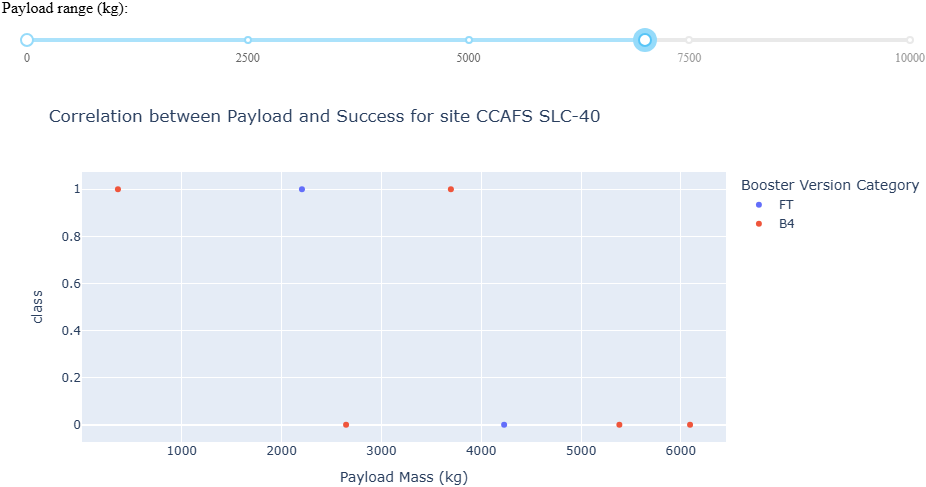 Payload range (kg):
0 2500 5000 7500 10000
Correlation between Payload and Success for site CCAFS SLC-40
Booster Version Category
FT
B4
class
1
0.8
0.6
0.4
0.2
0
1000 2000 3000 4000 5000 6000
Payload Mass (kg)